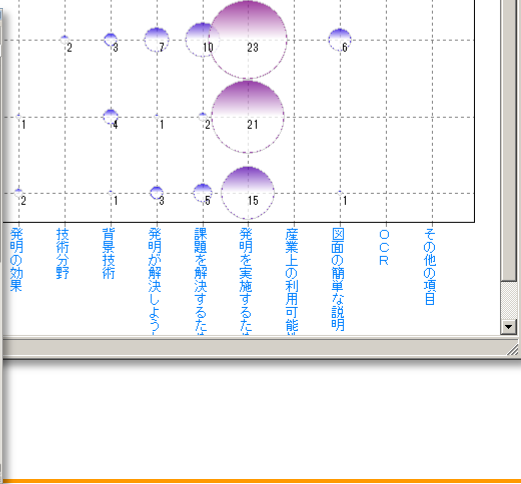 2 3 7 10 23 6
1 4 1 2 21
2 1 3 5 15 1
発明の効果
技術分野
背景技術
発明が解決しよう
課題を解決するた
発明を実施するた
産業上の利用可能
図面の簡単な説明
OCR
その他の項目